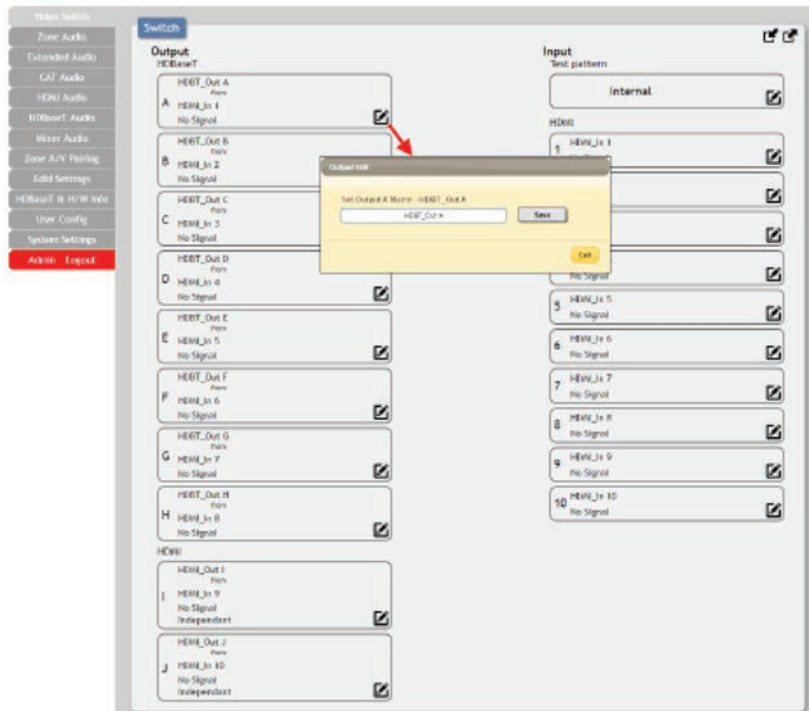 Video Switch
Zone Audio
Extended Audio
CAT Audio
HDMI Audio
HDBaseT Audio
Mixer Audio
Zone A/V Pairing
Edid Settings
HDBaseT & H/W Info
User Config
System Settings
Admin Logout
Switch
Output
HDBaseT
A
HDBT_Out A
from
HDMI_In 1
No Signal
B
HDBT_Out B
from
HDMI_In 2
No Signal
C
HDBT_Out C
from
HDMI_In 3
No Signal
D
HDBT_Out D
from
HDMI_In 4
No Signal
E
HDBT_Out E
from
HDMI_In 5
No Signal
F
HDBT_Out F
from
HDMI_In 6
No Signal
G
HDBT_Out G
from
HDMI_In 7
No Signal
H
HDBT_Out H
from
HDMI_In 8
No Signal
HDMI
I
HDMI_Out I
from
HDMI_In 9
No Signal
Independant
J
HDMI_Out J
from
HDMI_In 10
No Signal
Independant
Output Edit
Set Output A Name - HDBT_Out A
HDBT_Out A
Save
Exit
Input
Test pattern
Internal
HDMI
1 HDMI_In 1
No Signal
5 HDMI_In 5
No Signal
6 HDMI_In 6
No Signal
7 HDMI_In 7
No Signal
8 HDMI_In 8
No Signal
9 HDMI_In 9
No Signal
10 HDMI_In 10
No Signal